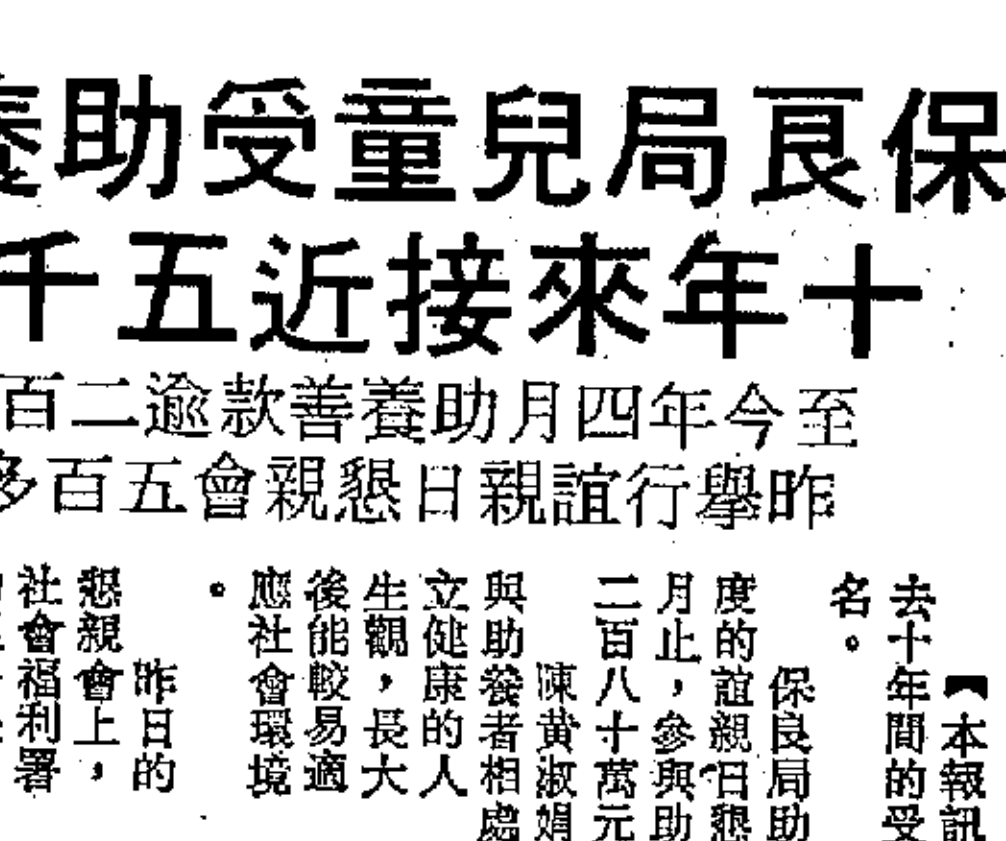 保良局兒童受助養
十年來接近五千
至今年四月助養善款逾二百
昨舉行誼親日懇親會五百多
【本報訊
去十年間的受
名。
保良局助
度的誼親日懇
月止，參與助
二百八十萬元
陳黃淑娟
與助養者相處
立健康的人
生觀，長大
後能較易適
應社會環境
。
昨日的
懇親會上，
社會福利署